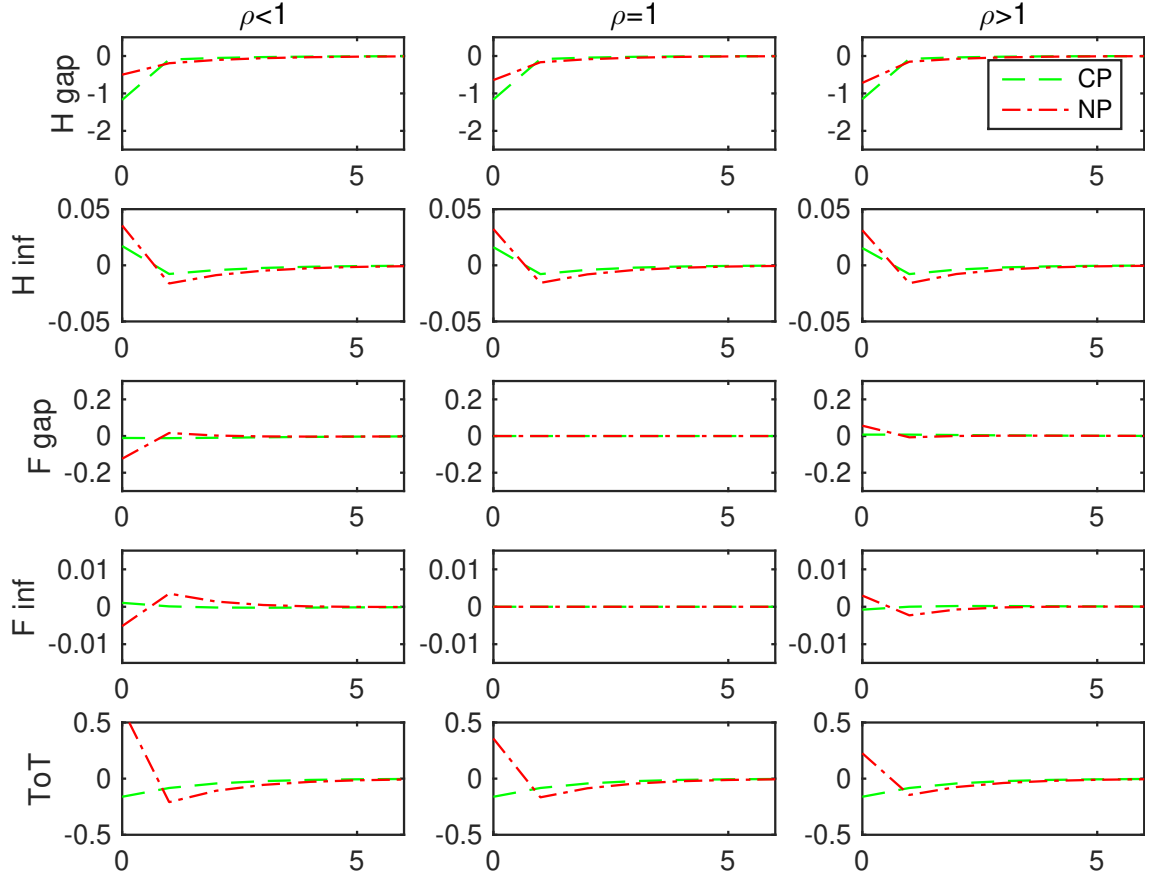 ρ<1 ρ=1 ρ>1
H gap
0 0 0
-1 -1 -1
-2 -2 -2
CP
NP
0 5 0 5 0 5
H inf
0.05 0.05 0.05
0 0 0
-0.05 -0.05 -0.05
0 5 0 5 0 5
F gap
0.2 0.2 0.2
0 0 0
-0.2 -0.2 -0.2
0 5 0 5 0 5
F inf
0.01 0.01 0.01
0 0 0
-0.01 -0.01 -0.01
0 5 0 5 0 5
ToT
0.5 0.5 0.5
0 0 0
-0.5 -0.5 -0.5
0 5 0 5 0 5